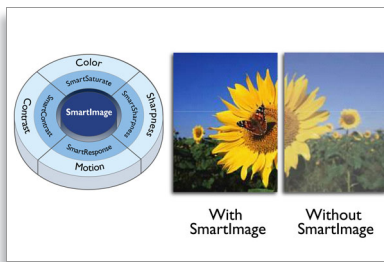 Color
SmartSaturate
Contrast
SmartContrast
SmartImage
SmartSharpness
Sharpness
SmartResponse
Motion
With
SmartImage
Without
SmartImage